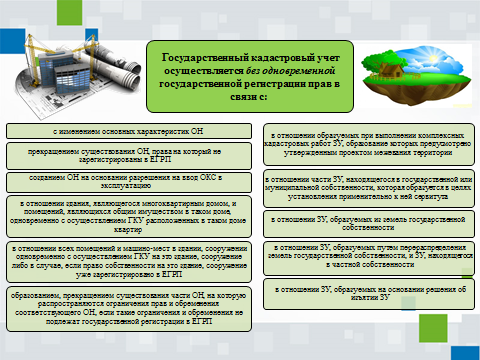 Государственный кадастровый учет
осуществляется без одновременной
государственной регистрации прав в
связи с:
с изменением основных характеристик ОН
прекращением существования ОН, права на который не
зарегистрированы в ЕГРП
созданием ОН на основании разрешения на ввод ОКС в
эксплуатацию
в отношении здания, являющегося многоквартирным домом, и
помещений, являющихся общим имуществом в таком доме,
одновременно с осуществлением ГКУ расположенных в таком доме
квартир
в отношении всех помещений и машино-мест в здании, сооружении
одновременно с осуществлением ГКУ на это здание, сооружение
либо в случае, если право собственности на это здание, сооружение
уже зарегистрировано в ЕГРП
образованием, прекращением существования части ОН, на которую
распространяются ограничения прав и обременения
соответствующего ОН, если такие ограничения и обременения не
подлежат государственной регистрации в ЕГРП
в отношении образуемых при выполнении комплексных
кадастровых работ ЗУ, образование которых предусмотрено
утвержденным проектом межевания территории
в отношении части ЗУ, находящегося в государственной или
муниципальной собственности, которая образуется в целях
установления применительно к ней сервитута
в отношении ЗУ, образуемых из земель государственной
собственности
в отношении ЗУ, образуемых путем перераспределения
земель государственной собственности, и ЗУ, находящегося
в частной собственности
в отношении ЗУ, образуемых на основании решения об
изъятии ЗУ